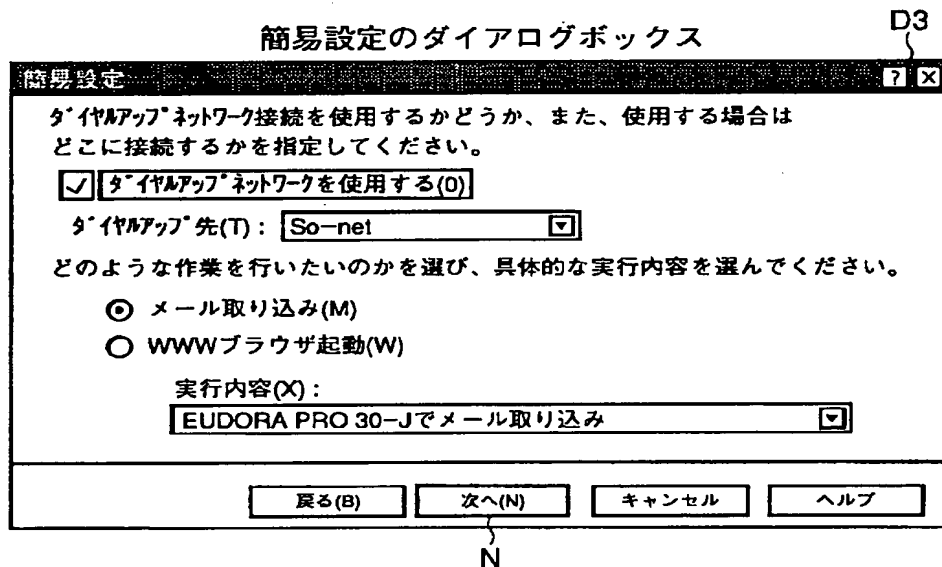 D3
簡易設定のダイアログボックス
簡易設定 ? ×
ﾀﾞｲﾔﾙｱｯﾌﾟﾈｯﾄﾜｰｸ接続を使用するかどうか、また、使用する場合は
どこに接続するかを指定してください。
ﾀﾞｲﾔﾙｱｯﾌﾟﾈｯﾄﾜｰｸを使用する(0)
ﾀﾞｲﾔﾙｱｯﾌﾟ先(T): So-net
どのような作業を行いたいのかを選び、具体的な実行内容を選んでください。
メール取り込み(M)
WWWブラウザ起動(W)
実行内容(X):
EUDORA PRO 30-Jでメール取り込み
戻る(B) 次へ(N) キャンセル ヘルプ
N